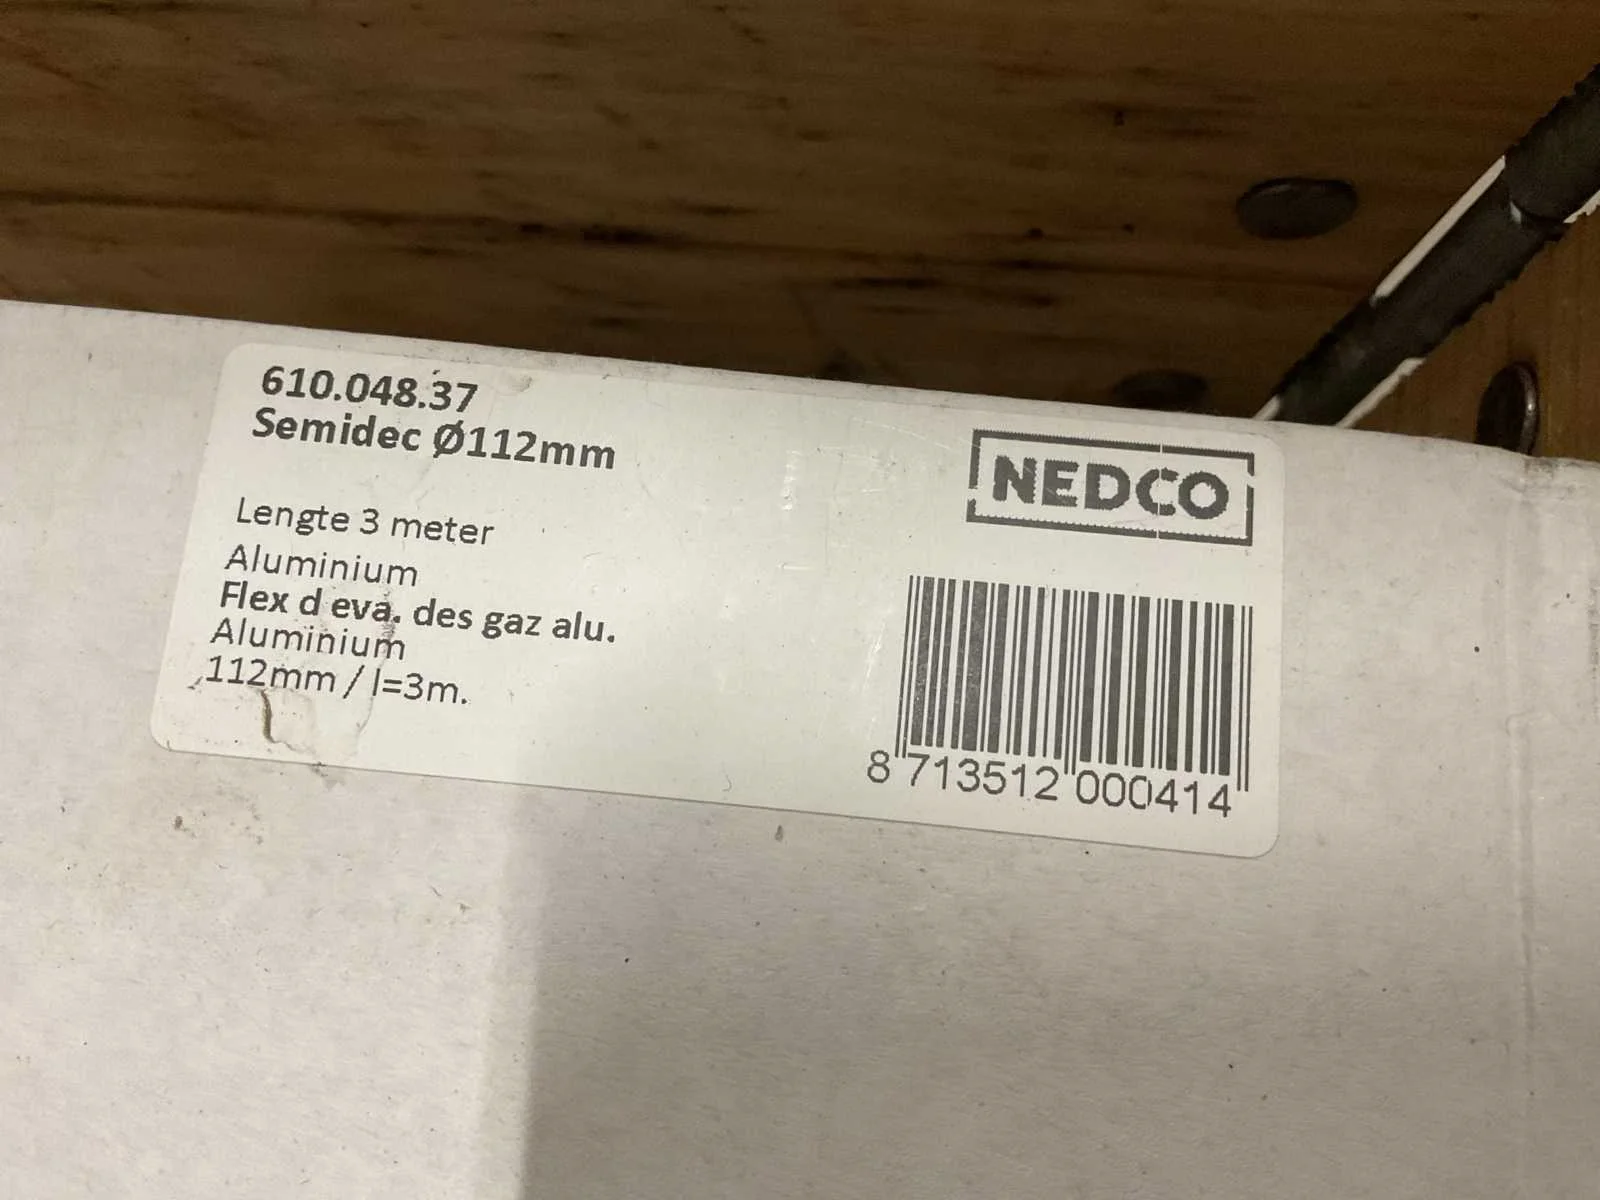 610.048.37
Semidec Ø112mm
Lengte 3 meter
Aluminium
Flex d eva. des gaz alu.
Aluminium
112mm / l=3m.
NEDCO
8 713512 000414